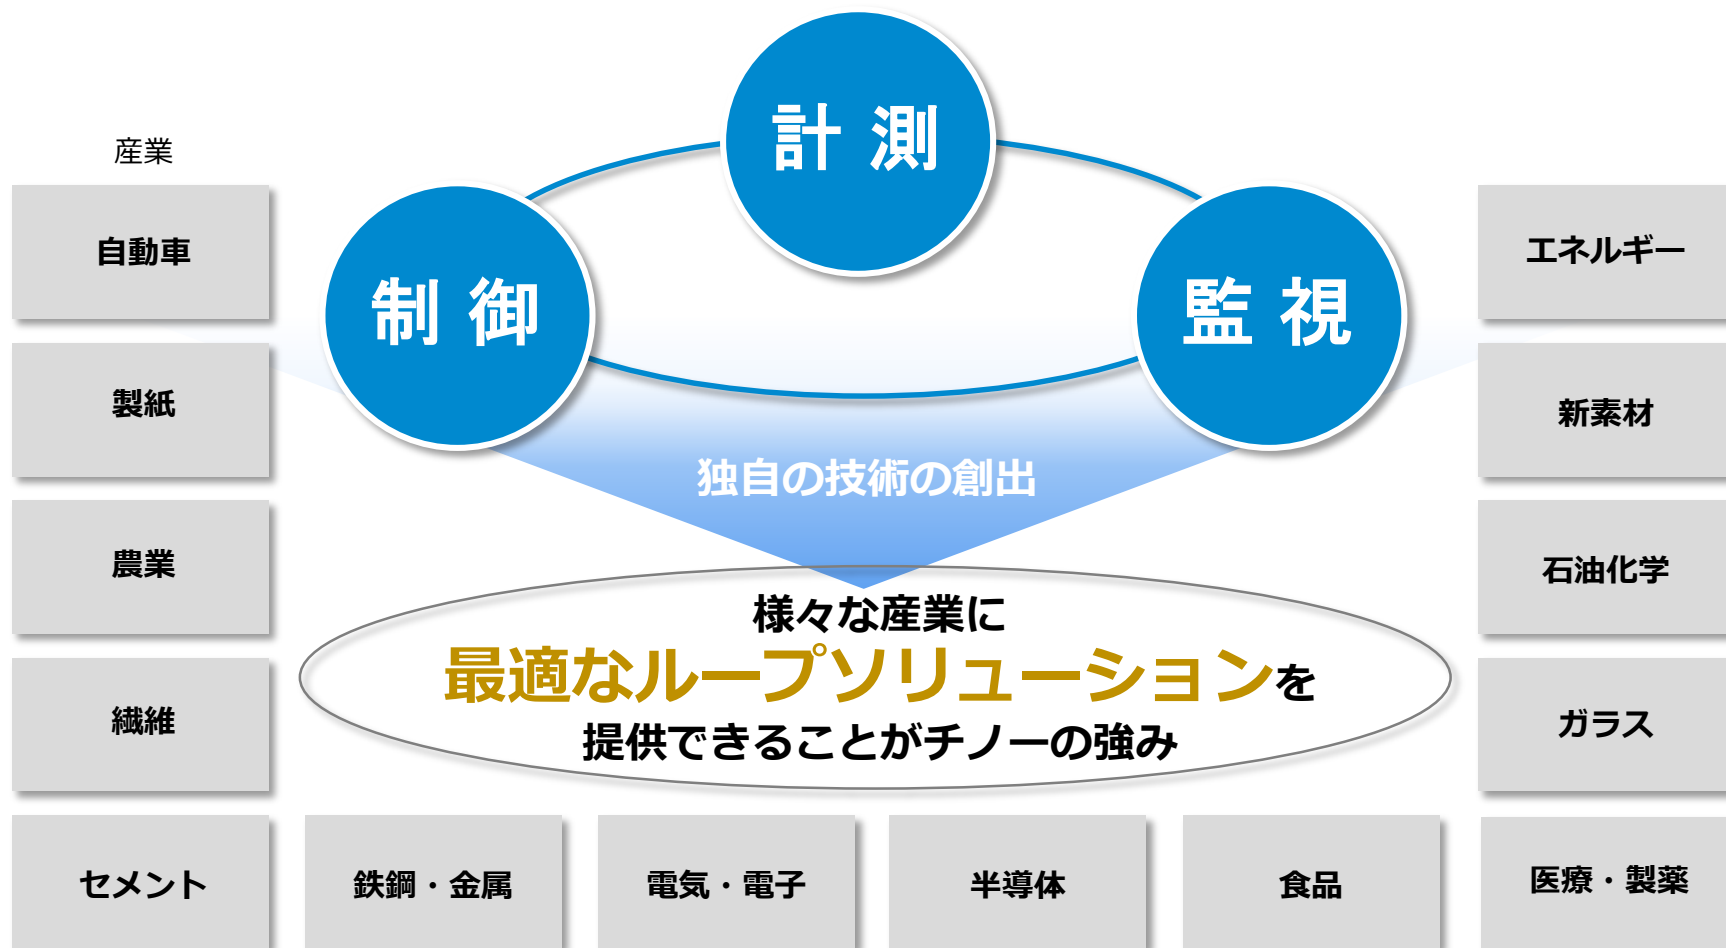 計 測
産業
制 御
監 視
自動車
エネルギー
製紙
新素材
独自の技術の創出
農業
石油化学
様々な産業に
最適なループソリューションを
提供できることがチノーの強み
繊維
ガラス
セメント
鉄鋼・金属
電気・電子
半導体
食品
医療・製薬